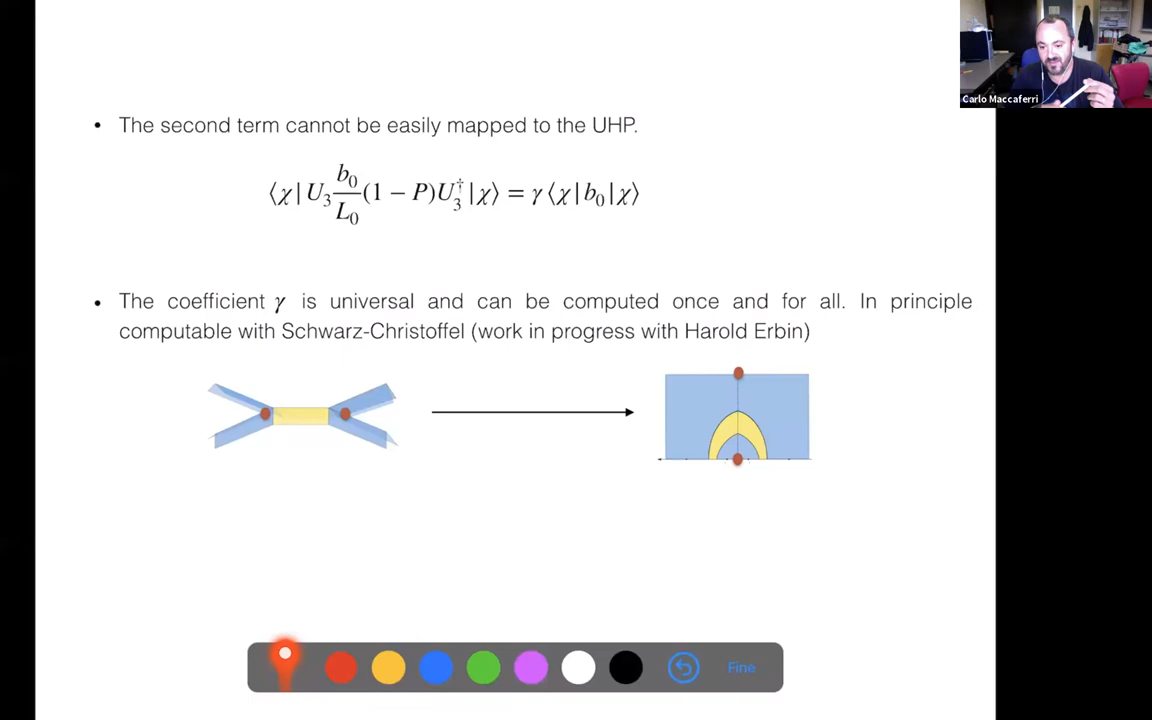 Carlo Maccaferri
• The second term cannot be easily mapped to the UHP.
⟨χ| U₃ b₀/L₀ (1 − P)U₃†|χ⟩ = γ⟨χ|b₀|χ⟩
• The coefficient γ is universal and can be computed once and for all. In principle
computable with Schwarz-Christoffel (work in progress with Harold Erbin)
Fine